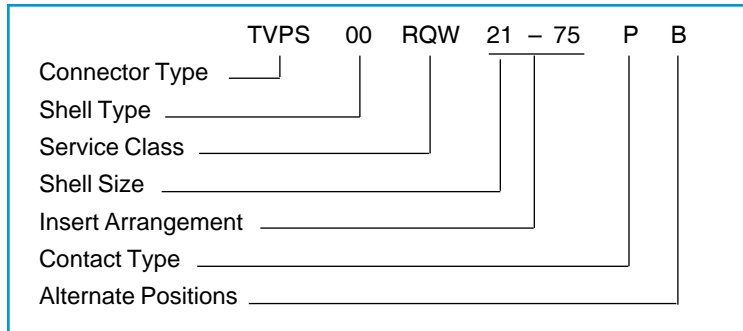 TVPS 00 RQW 21 – 75 P B
Connector Type
Shell Type
Service Class
Shell Size
Insert Arrangement
Contact Type
Alternate Positions